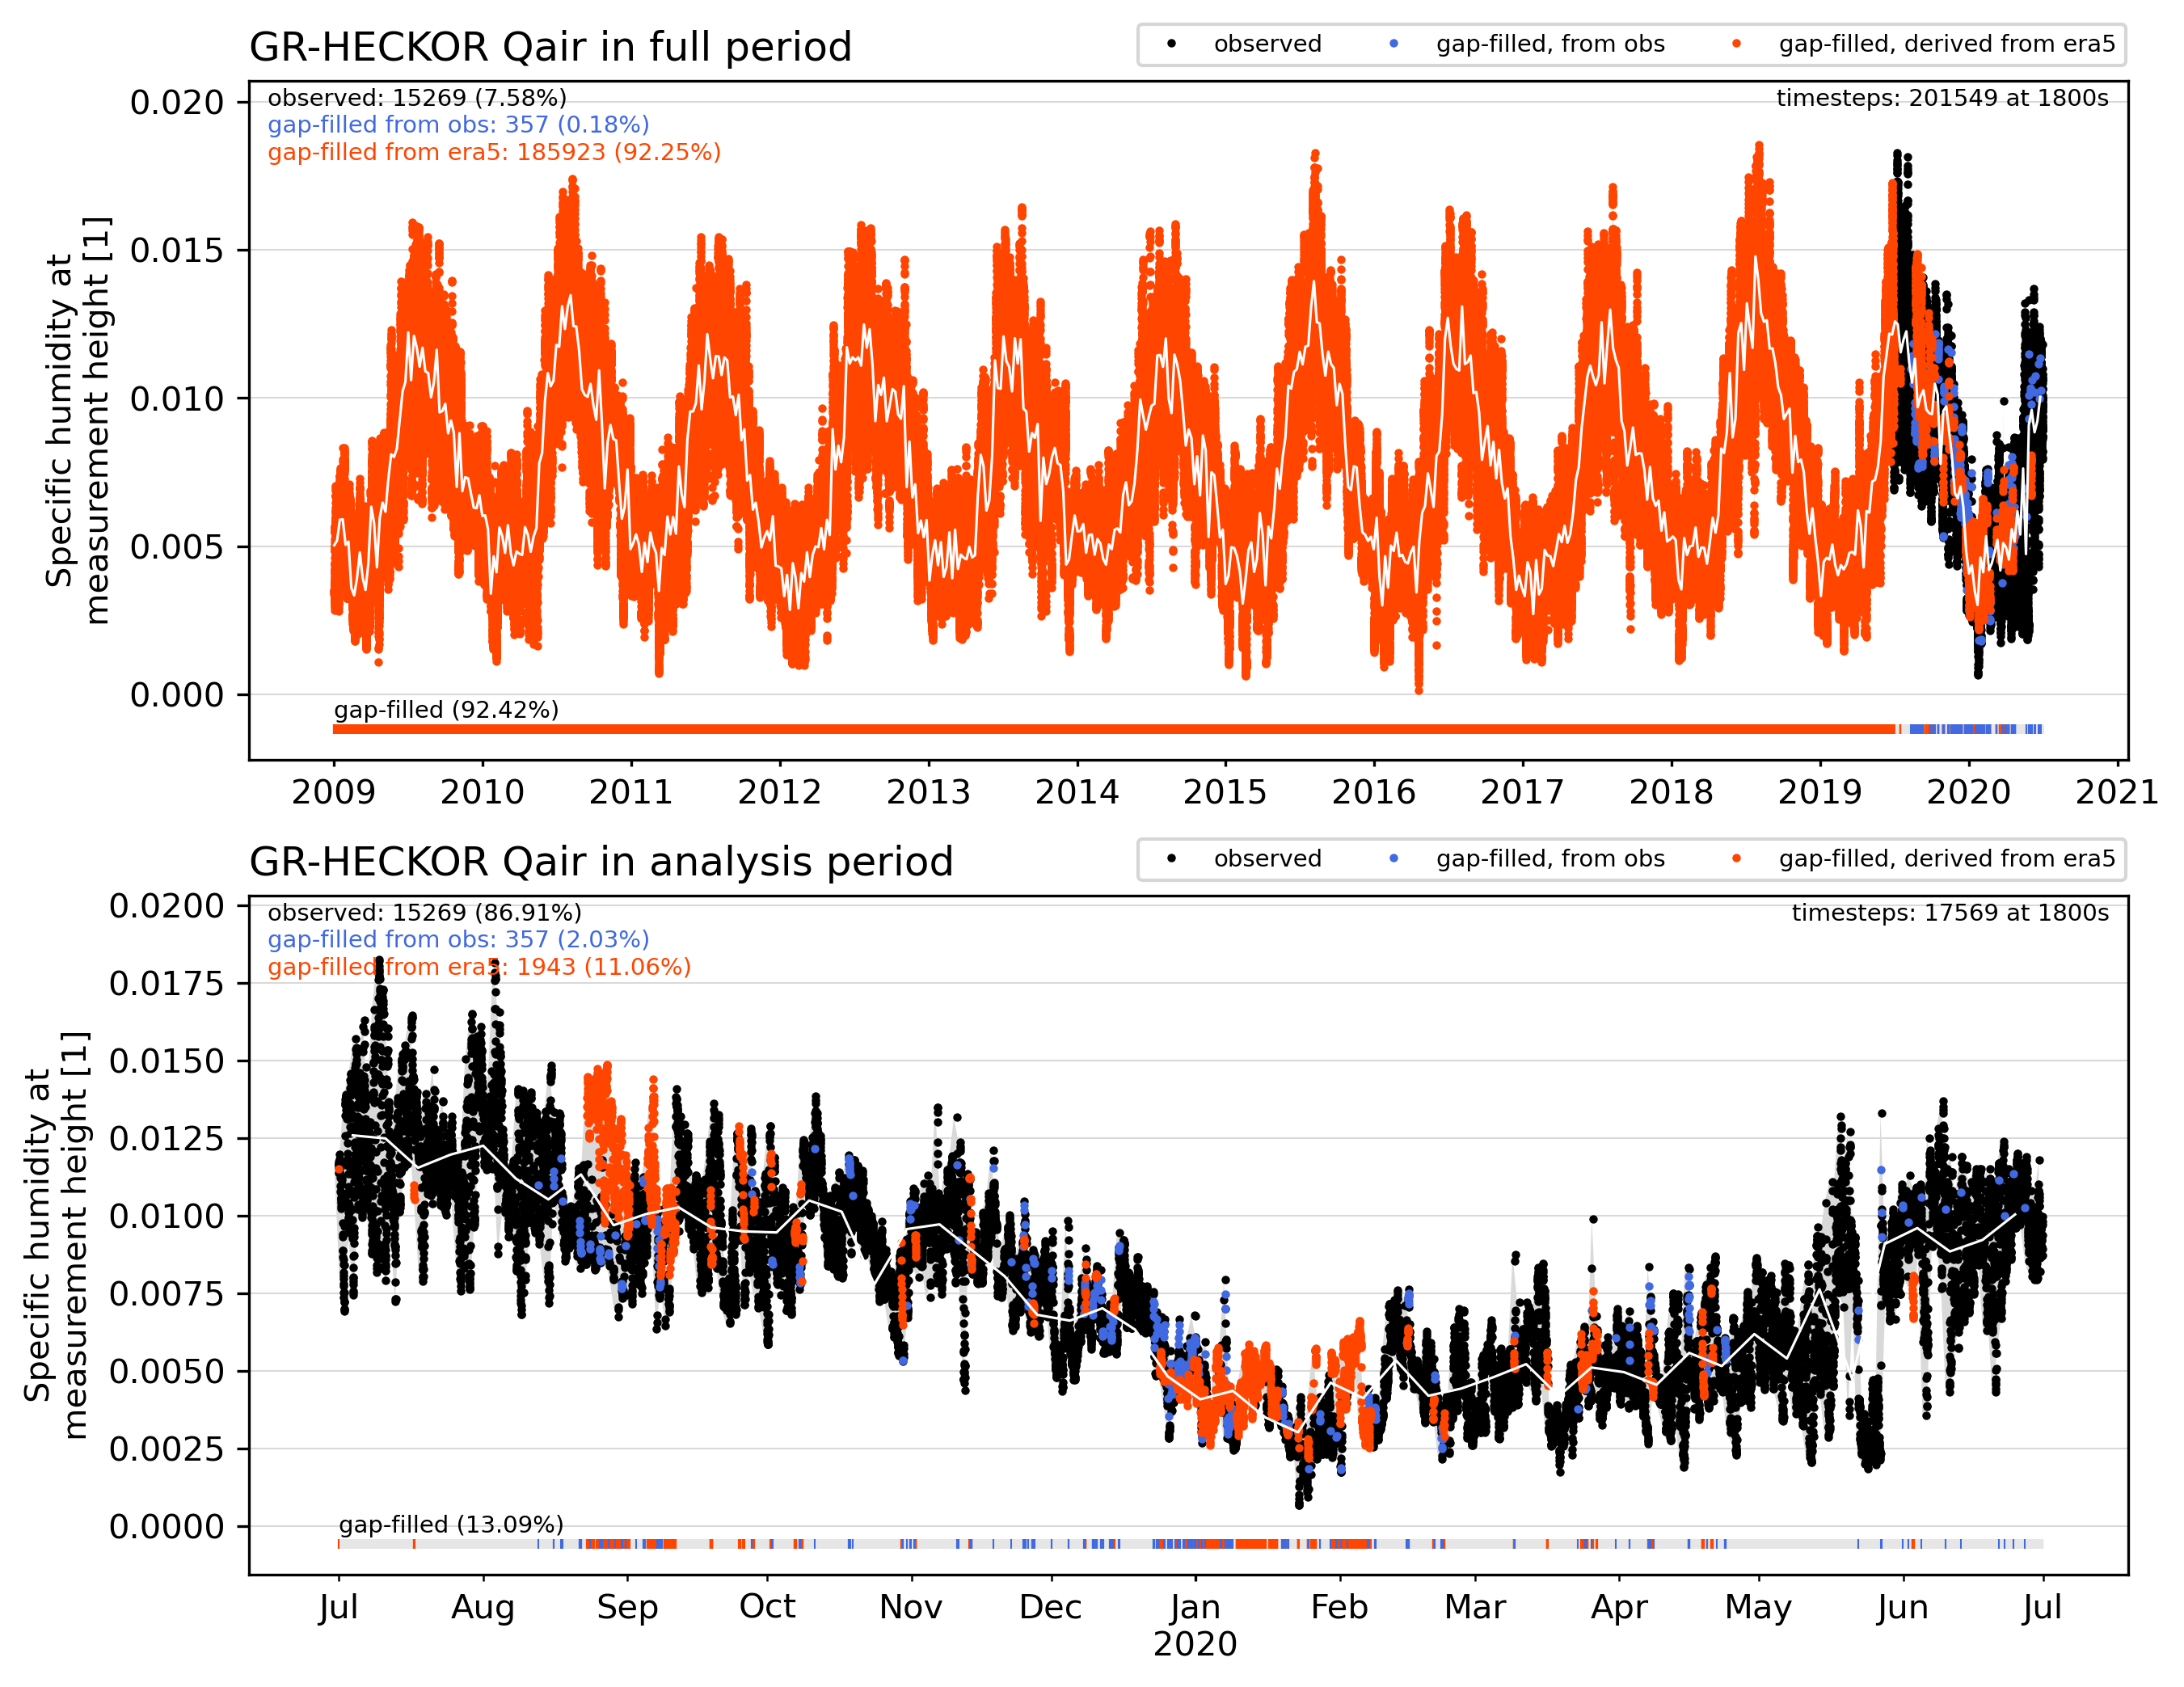 GR-HECKOR Qair in full period
observed
gap-filled, from obs
gap-filled, derived from era5
observed: 15269 (7.58%)
timesteps: 201549 at 1800s
gap-filled from obs: 357 (0.18%)
gap-filled from era5: 185923 (92.25%)
Specific humidity at
measurement height [1]
0.020
0.015
0.010
0.005
0.000
gap-filled (92.42%)
2009 2010 2011 2012 2013 2014 2015 2016 2017 2018 2019 2020 2021
GR-HECKOR Qair in analysis period
observed
gap-filled, from obs
gap-filled, derived from era5
observed: 15269 (86.91%)
timesteps: 17569 at 1800s
gap-filled from obs: 357 (2.03%)
gap-filled from era5: 1943 (11.06%)
Specific humidity at
measurement height [1]
0.0200
0.0175
0.0150
0.0125
0.0100
0.0075
0.0050
0.0025
0.0000
gap-filled (13.09%)
Jul Aug Sep Oct Nov Dec Jan Feb Mar Apr May Jun Jul
2020